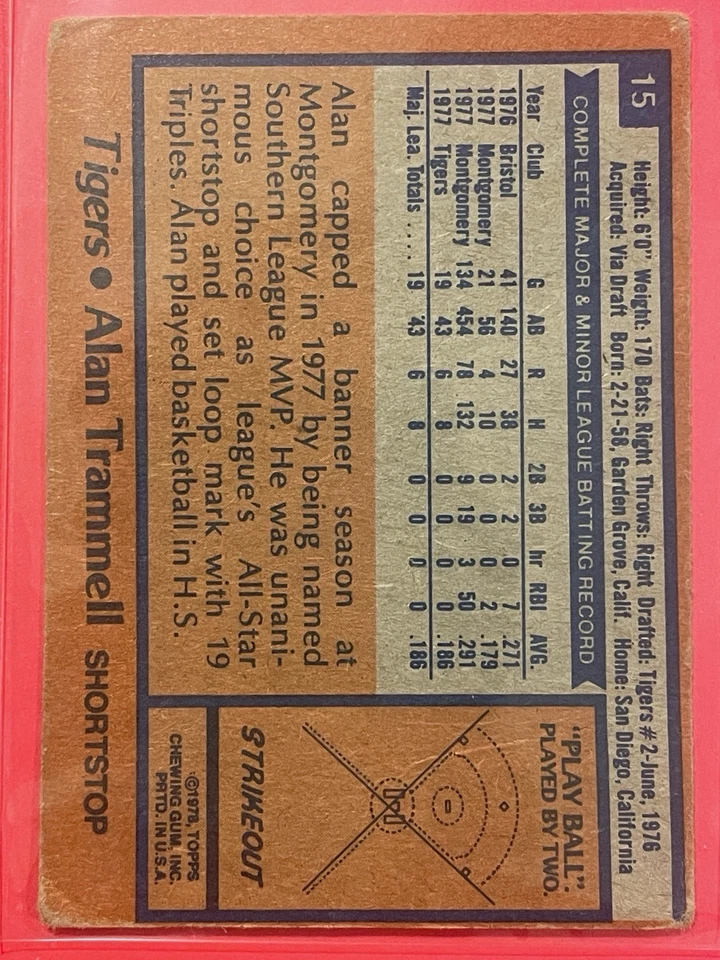 15
Height: 6'0" Weight: 170 Bats: Right Throws: Right Drafted: Tigers #2-June, 1976
Acquired: Via Draft Born: 2-21-58, Garden Grove, Calif. Home: San Diego, California
COMPLETE MAJOR & MINOR LEAGUE BATTING RECORD
Year Club G AB R H 2B 3B hr RBI AVG.
1976 Bristol 41 140 27 38 2 2 0 7 .271
1977 Montgomery 21 56 4 10 0 0 0 2 .179
1977 Montgomery 134 454 78 132 9 19 3 50 .291
1977 Tigers 19 43 6 8 0 0 0 0 .186
Maj. Lea. Totals .... 19 43 6 8 0 0 0 0 .186
Alan capped a banner season at
Montgomery in 1977 by being named
Southern League MVP. He was unani-
mous choice as league's All-Star
shortstop and set loop mark with 19
Triples. Alan played basketball in H.S.
"PLAY BALL".
PLAYED BY TWO.
STRIKEOUT
©1978, TOPPS
CHEWING GUM, INC.
PRTD. IN U.S.A.
Tigers • Alan Trammell SHORTSTOP